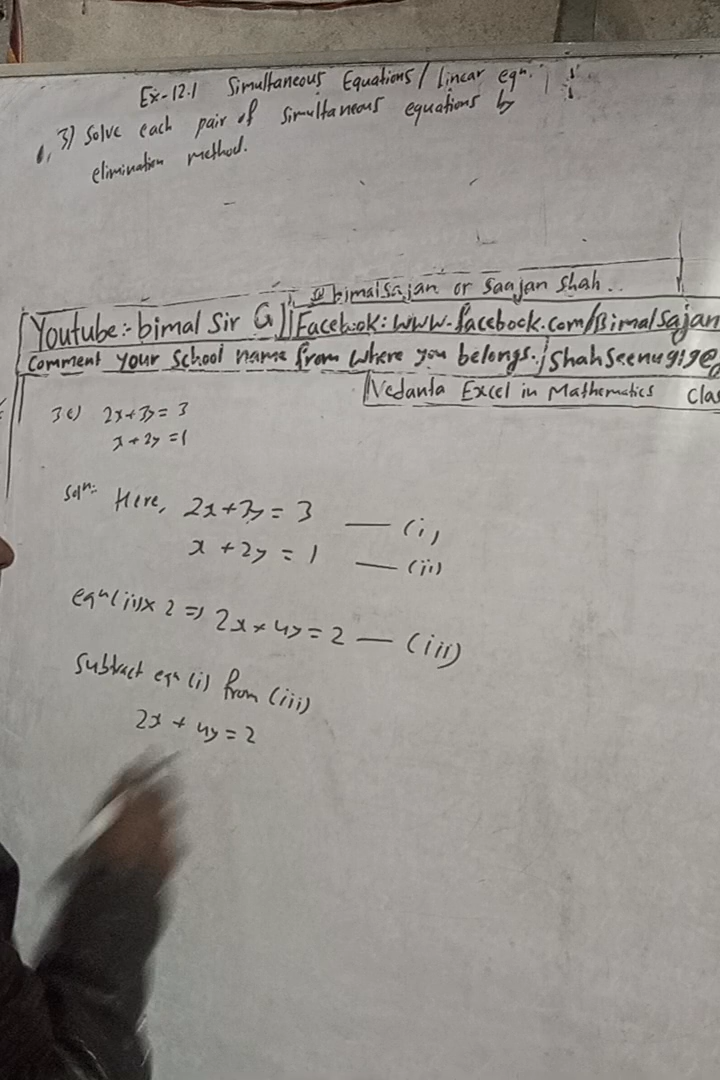 Ex-12.1 Simultaneous Equations/ linear eqn.
3) Solve each pair of simultaneous equations by
elimination method.
@bimalsajan or Saajan Shah..
Youtube:- bimal Sir G || Facebook: www.facebook.com/Bimalsajan
Comment your School name from where you belongs.
Vedanta Excel in Mathematics Clas
3 e) 2x+3y = 3
x+2y =1
Solⁿ: Here, 2x+3y = 3 — (i)
x + 2y = 1 — (ii)
eqⁿ(ii)x 2 => 2x+4y = 2 — (iii)
Subtract eqⁿ (i) from (iii)
2x + 4y = 2